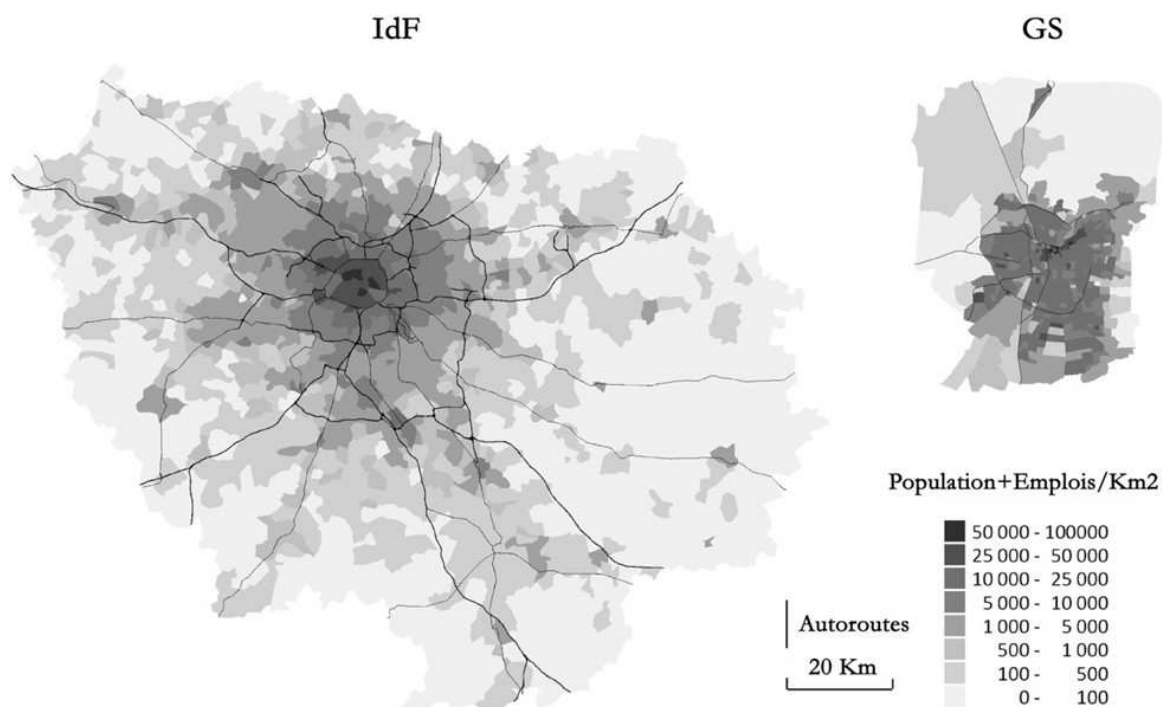 IdF
GS
Population+Emplois/Km2
50 000 - 100000
25 000 - 50 000
10 000 - 25 000
5 000 - 10 000
1 000 - 5 000
500 - 1 000
100 - 500
0 - 100
Autoroutes
20 Km